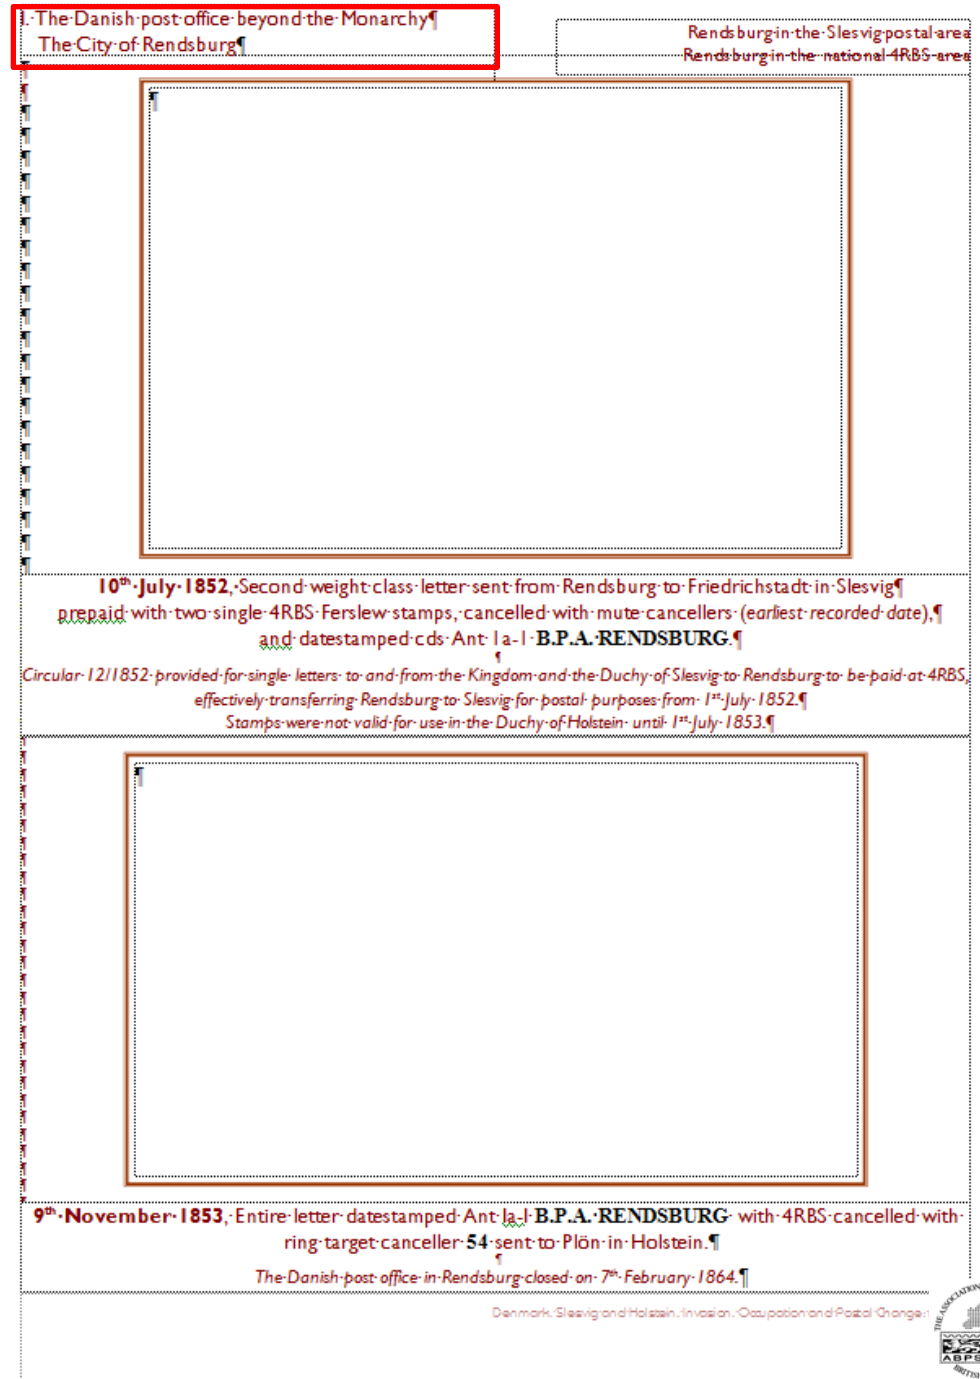 I. The Danish post office beyond the Monarchy¶
The City of Rendsburg¶
Rendsburg in the Slesvig postal area
Rendsburg in the national 4RBS area
10th July 1852, Second weight class letter sent from Rendsburg to Friedrichstadt in Slesvig¶
prepaid with two single 4RBS Ferslew stamps, cancelled with mute cancellers (earliest recorded date),¶
and datestamped cds Ant Ia-I B.P.A. RENDSBURG.¶
Circular 12/1852 provided for single letters to and from the Kingdom and the Duchy of Slesvig to Rendsburg to be paid at 4RBS,
effectively transferring Rendsburg to Slesvig for postal purposes from 1st July 1852.¶
Stamps were not valid for use in the Duchy of Holstein until 1st July 1853.¶
9th November 1853, Entire letter datestamped Ant Ia-I B.P.A. RENDSBURG with 4RBS cancelled with
ring target canceller 54 sent to Plön in Holstein.¶
The Danish post office in Rendsburg closed on 7th February 1864.¶
Denmark. Slesvig and Holstein. Invasion. Occupation and Postal Change.
THE ASSOCIATION
ABPS
BRITIS